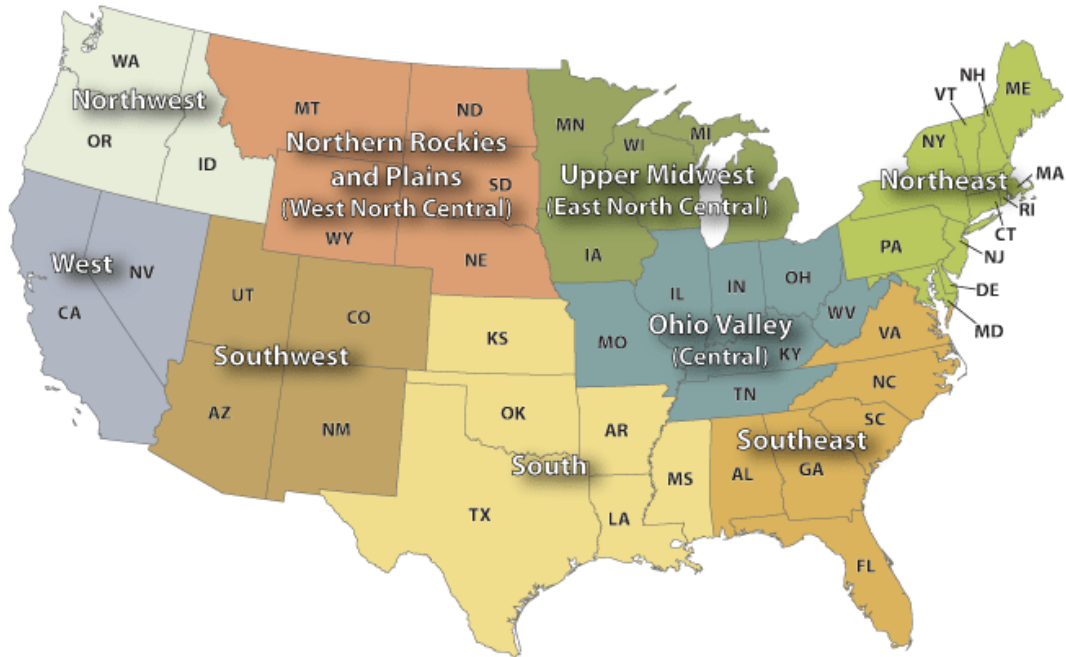 WA
Northwest
OR
ID
MT
ND
Northern Rockies
and Plains
(West North Central)
SD
WY
NE
MN
WI
MI
Upper Midwest
(East North Central)
IA
NH
VT
ME
NY
Northeast
MA
RI
CT
PA
NJ
DE
MD
West
NV
CA
UT
CO
Southwest
AZ
NM
KS
OK
AR
South
TX
LA
MS
IL
IN
OH
WV
Ohio Valley
(Central)
MO
KY
TN
VA
NC
SC
Southeast
AL
GA
FL